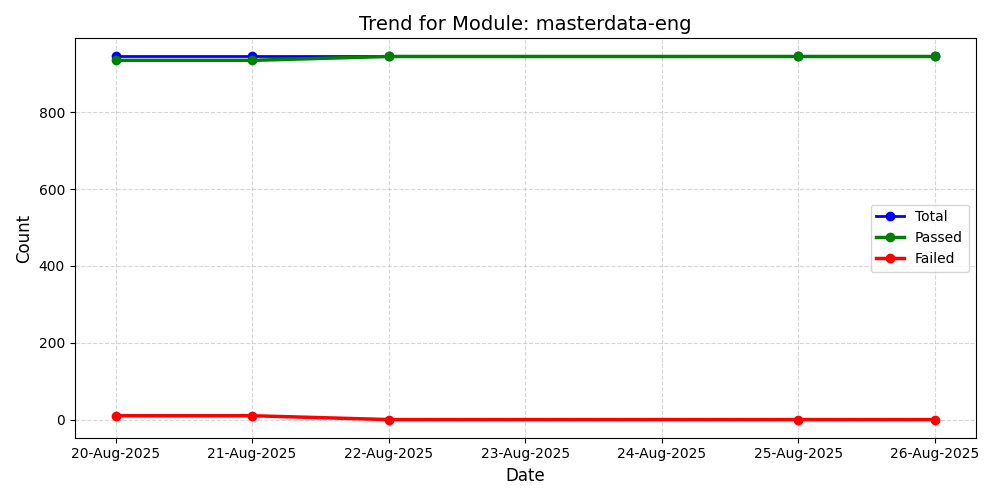 Trend for Module: masterdata-eng
Count
800
600
400
200
0
Total
Passed
Failed
20-Aug-2025 21-Aug-2025 22-Aug-2025 23-Aug-2025 24-Aug-2025 25-Aug-2025 26-Aug-2025
Date